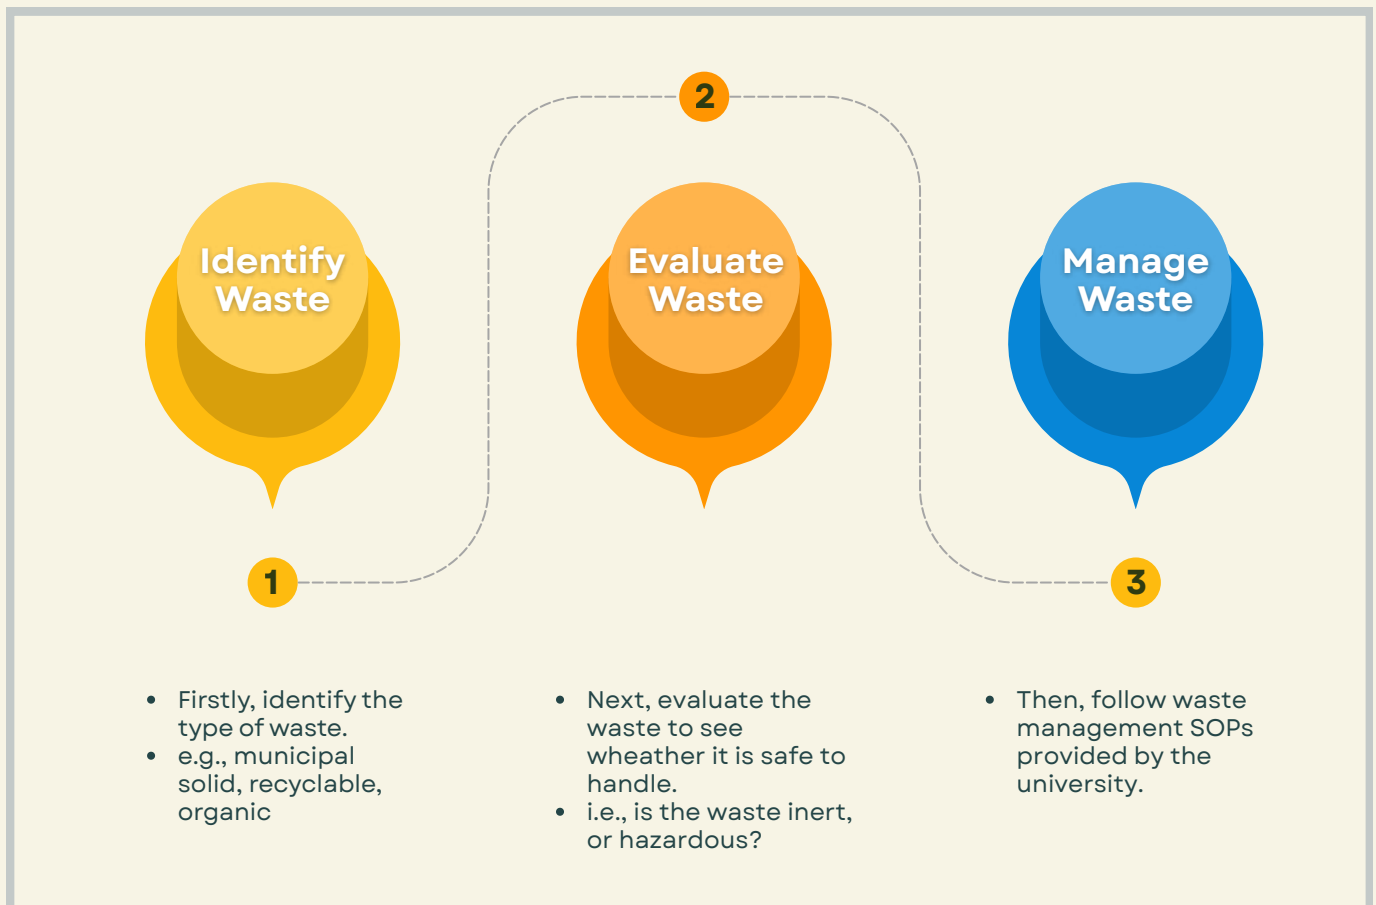 2
Identify
Waste
Evaluate
Waste
Manage
Waste
1
3
• Firstly, identify the
type of waste.
• e.g., municipal
solid, recyclable,
organic
• Next, evaluate the
waste to see
wheather it is safe to
handle.
• i.e., is the waste inert,
or hazardous?
• Then, follow waste
management SOPs
provided by the
university.